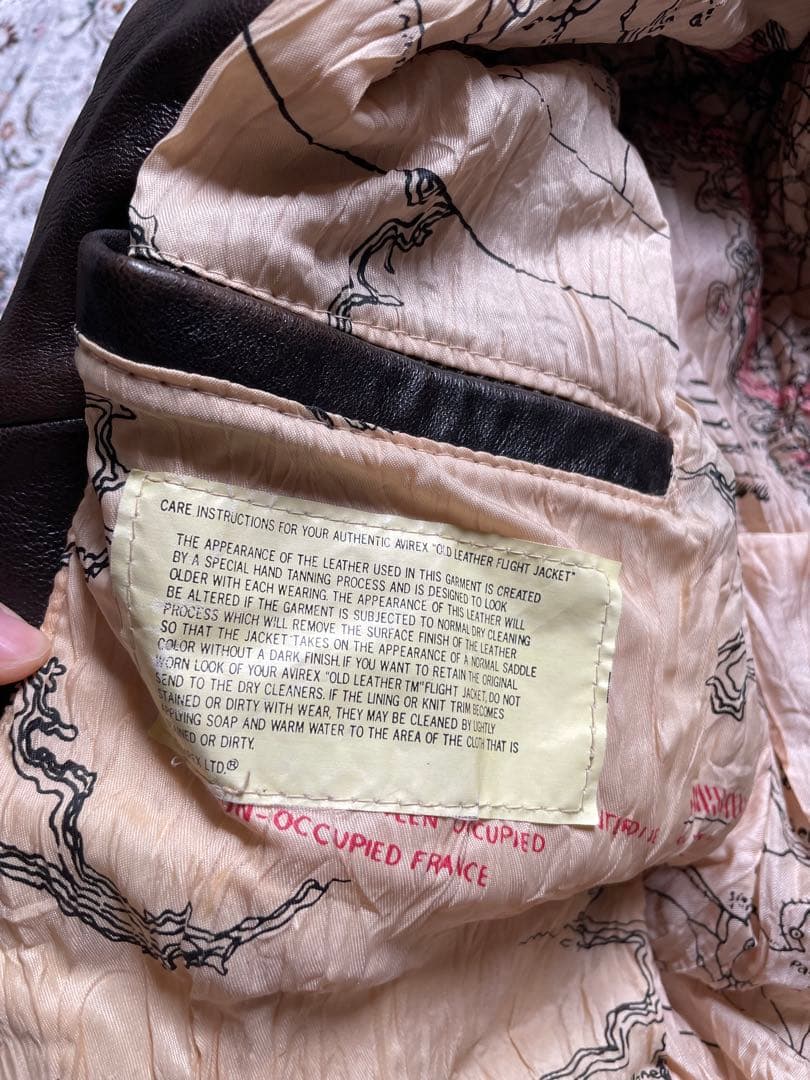 CARE INSTRUCTIONS FOR YOUR AUTHENTIC AVIREX "OLD LEATHER FLIGHT JACKET"
THE APPEARANCE OF THE LEATHER USED IN THIS GARMENT IS CREATED
BY A SPECIAL HAND TANNING PROCESS AND IS DESIGNED TO LOOK
OLDER WITH EACH WEARING. THE APPEARANCE OF THIS LEATHER WILL
BE ALTERED IF THE GARMENT IS SUBJECTED TO NORMAL DRY CLEANING
PROCESS WHICH WILL REMOVE THE SURFACE FINISH OF THE LEATHER
SO THAT THE JACKET TAKES ON THE APPEARANCE OF A NORMAL SADDLE
COLOR WITHOUT A DARK FINISH. IF YOU WANT TO RETAIN THE ORIGINAL
WORN LOOK OF YOUR AVIREX "OLD LEATHER TM" FLIGHT JACKET, DO NOT
SEND TO THE DRY CLEANERS. IF THE LINING OR KNIT TRIM BECOMES
STAINED OR DIRTY WITH WEAR, THEY MAY BE CLEANED BY LIGHTLY
APPLYING SOAP AND WARM WATER TO THE AREA OF THE CLOTH THAT IS
OR DIRTY.
LTD.®
OCCUPIED
-OCCUPIED FRANCE